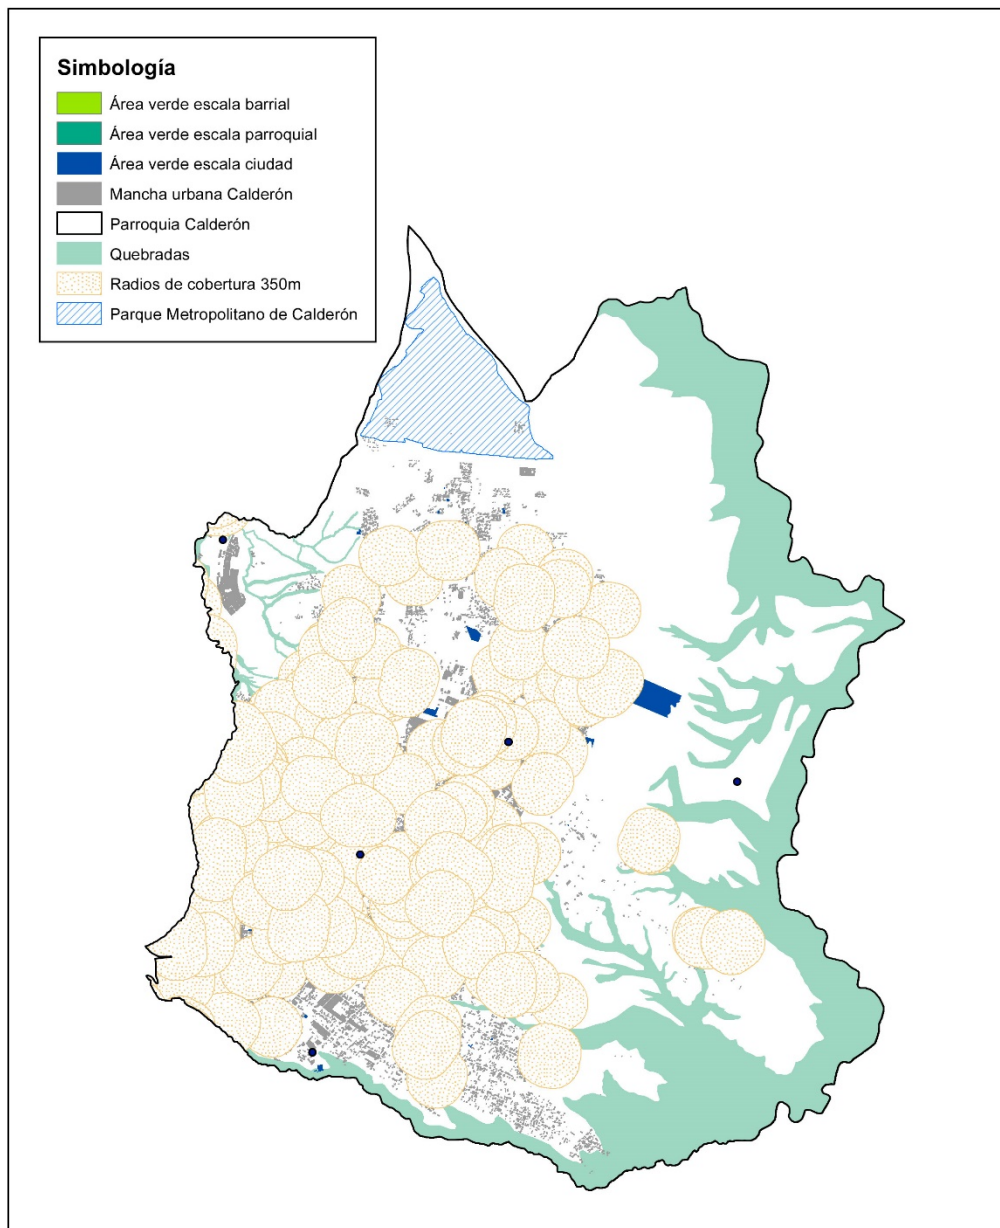 Simbología
Área verde escala barrial
Área verde escala parroquial
Área verde escala ciudad
Mancha urbana Calderón
Parroquia Calderón
Quebradas
Radios de cobertura 350m
Parque Metropolitano de Calderón